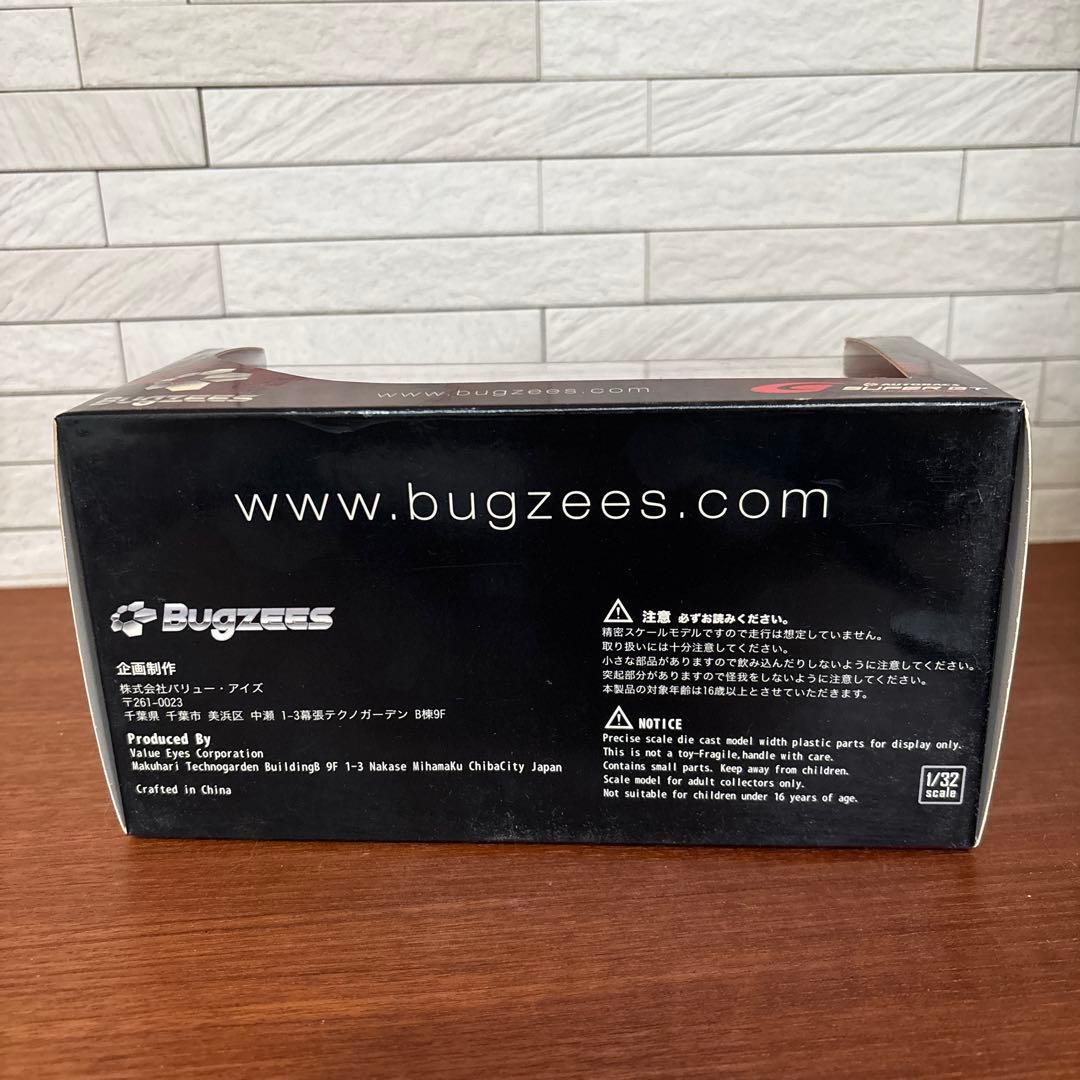 Bugzees
www.bugzees.com
AUTOBACS
SUPER GT
www.bugzees.com
Bugzees
企画制作
株式会社バリュー・アイズ
〒261-0023
千葉県 千葉市 美浜区 中瀬 1-3幕張テクノガーデン B棟9F
Produced By
Value Eyes Corporation
Makuhari Technogarden BuildingB 9F 1-3 Nakase MihamaKu ChibaCity Japan
Crafted in China
注意 必ずお読みください。
精密スケールモデルですので走行は想定していません。
取り扱いには十分注意してください。
小さな部品がありますので飲み込んだりしないように注意してください。
突起部分がありますので怪我をしないように注意してください。
本製品の対象年齢は16歳以上とさせていただきます。
NOTICE
Precise scale die cast model width plastic parts for display only.
This is not a toy-Fragile,handle with care.
Contains small parts. Keep away from children.
Scale model for adult collectors only.
Not suitable for children under 16 years of age.
1/32
scale